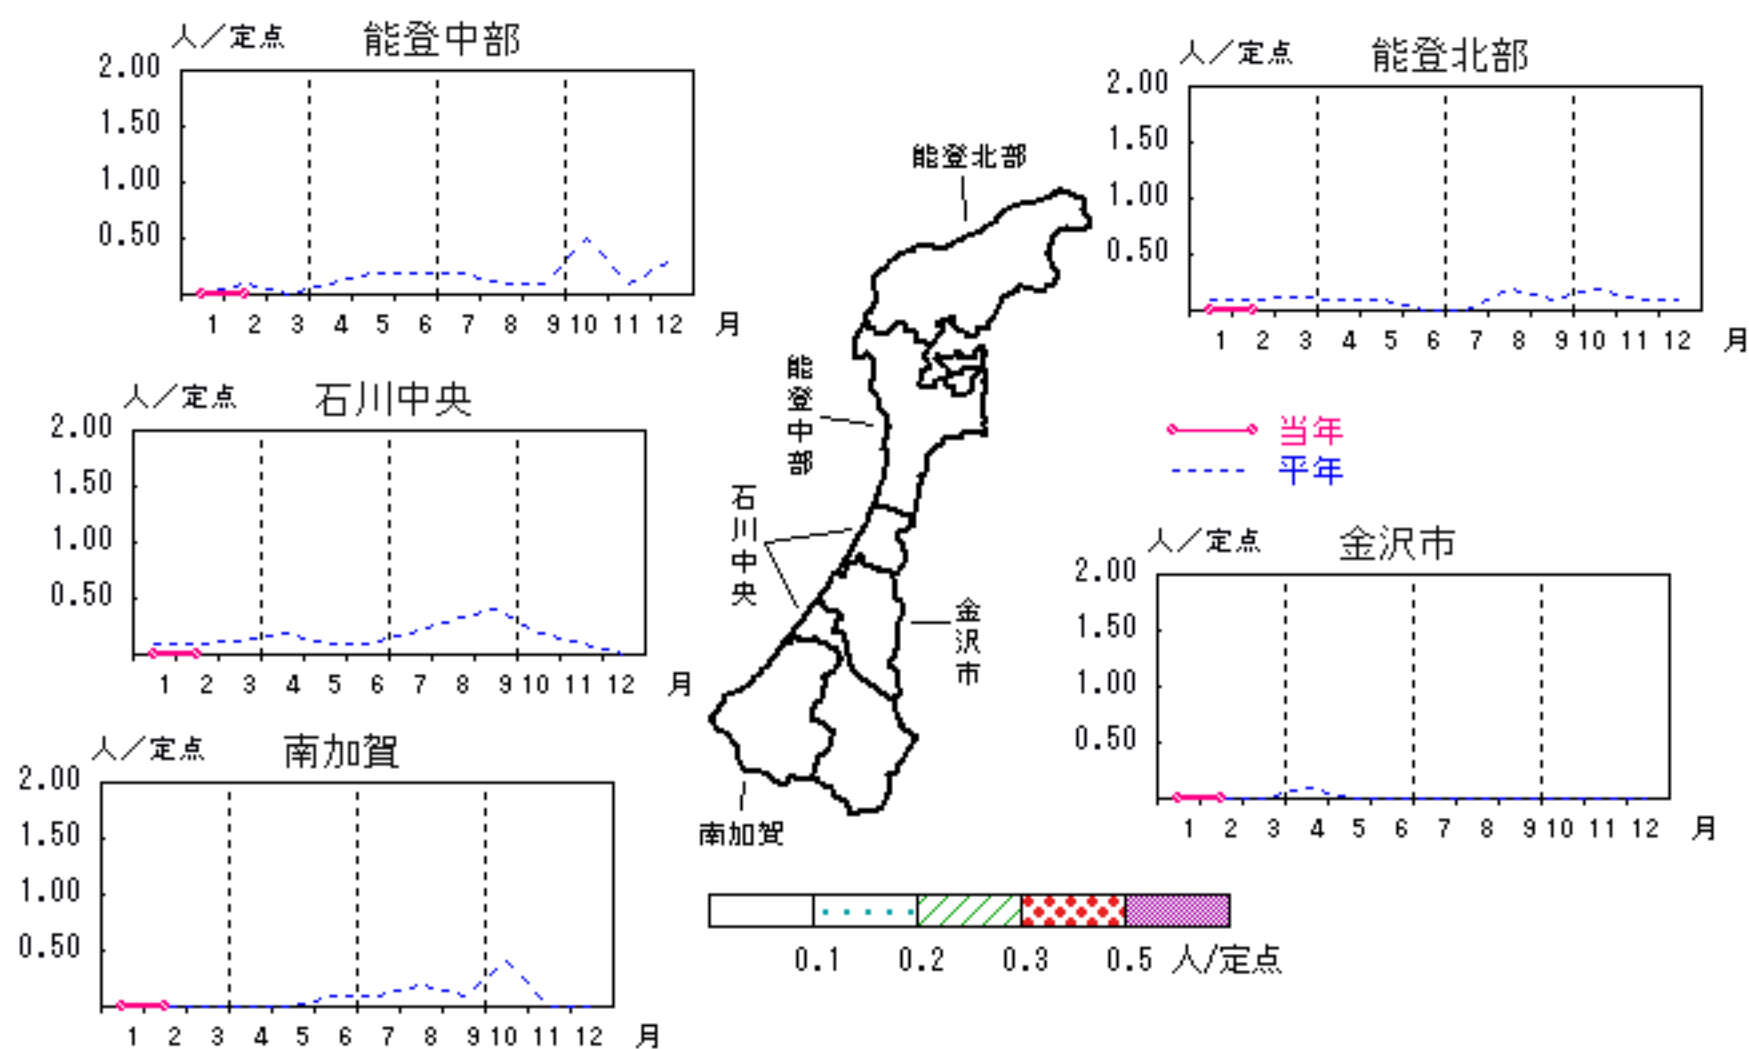 人／定点 能登中部
2.00
1.50
1.00
0.50
1 2 3 4 5 6 7 8 9 10 11 12 月
人／定点 能登北部
2.00
1.50
1.00
0.50
1 2 3 4 5 6 7 8 9 10 11 12 月
能登北部
能登中部
石川中央
金沢市
南加賀
人／定点 石川中央
2.00
1.50
1.00
0.50
1 2 3 4 5 6 7 8 9 10 11 12 月
当年
平年
人／定点 金沢市
2.00
1.50
1.00
0.50
1 2 3 4 5 6 7 8 9 10 11 12 月
人／定点 南加賀
2.00
1.50
1.00
0.50
1 2 3 4 5 6 7 8 9 10 11 12 月
0.1 0.2 0.3 0.5 人/定点